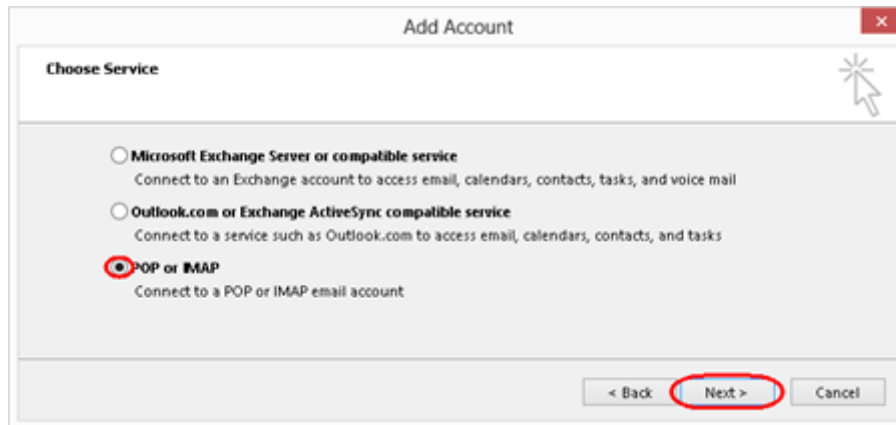 Add Account
Choose Service
Microsoft Exchange Server or compatible service
Connect to an Exchange account to access email, calendars, contacts, tasks, and voice mail
Outlook.com or Exchange ActiveSync compatible service
Connect to a service such as Outlook.com to access email, calendars, contacts, and tasks
POP or IMAP
Connect to a POP or IMAP email account
< Back Next > Cancel